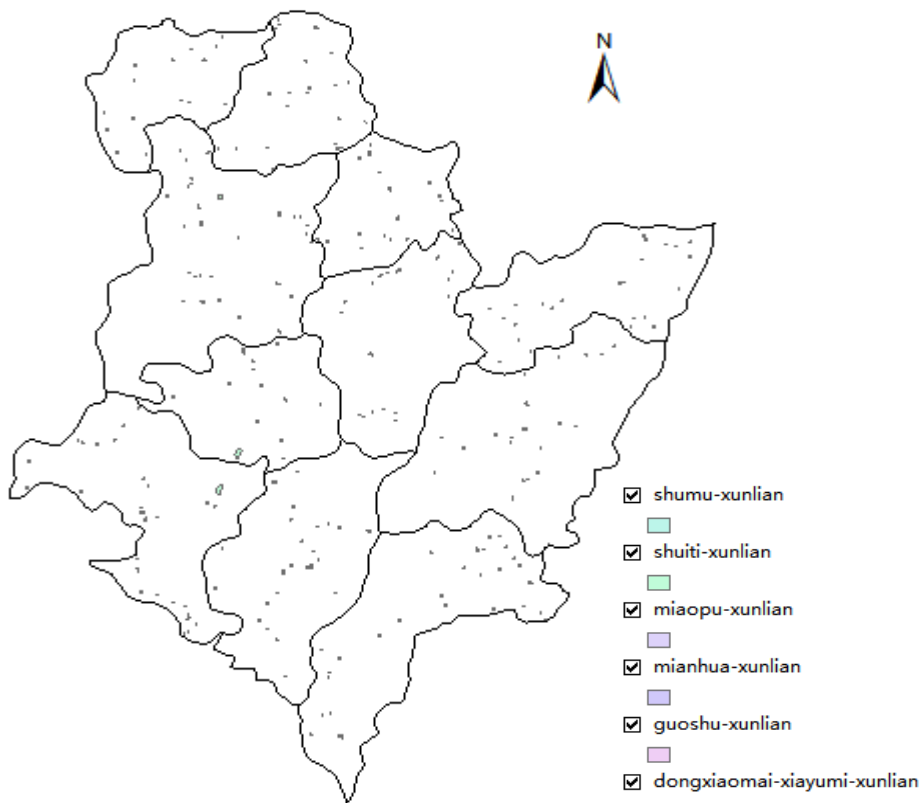 N
shumu-xunlian
shuiti-xunlian
miaopu-xunlian
mianhua-xunlian
guoshu-xunlian
dongxiaomai-xiayumi-xunlian